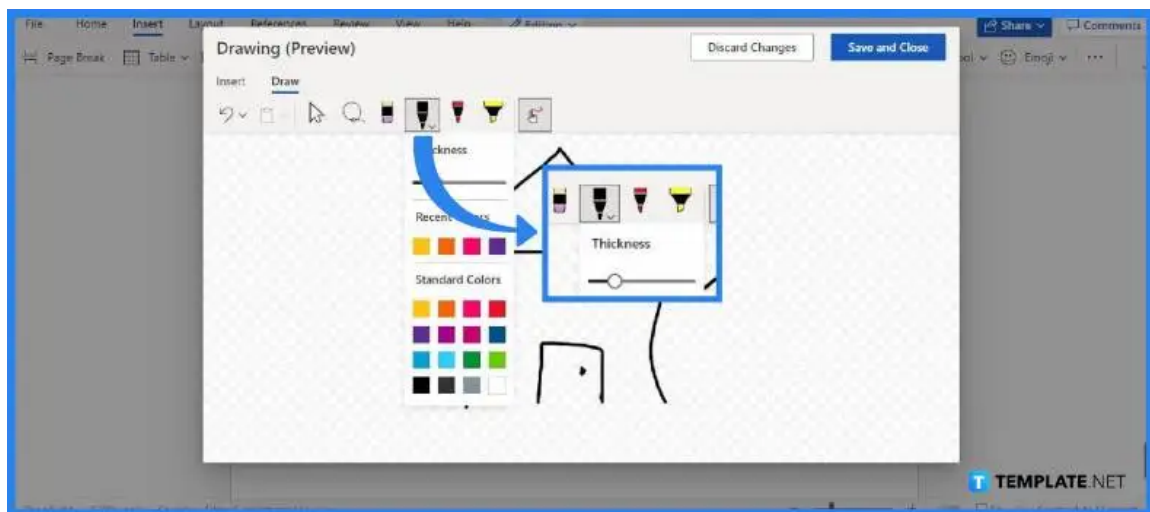 File Home Insert Layout References Review View Help Editing
Share Comments
Page Break Table Emoji
Drawing (Preview)
Discard Changes
Save and Close
Insert Draw
Recent
Standard Colors
Thickness
TEMPLATE.NET